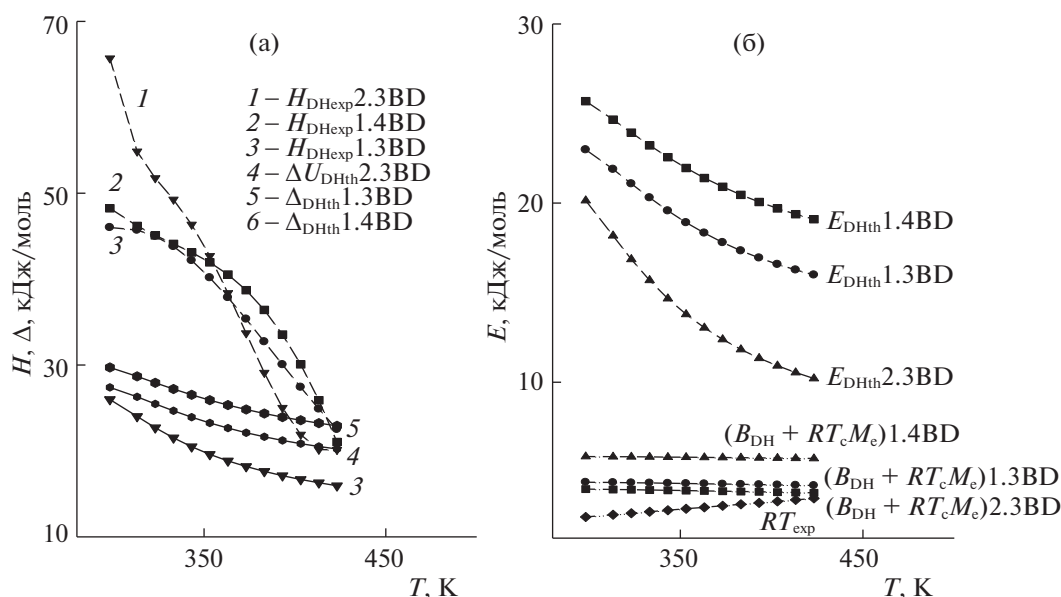 70
(а)
1
1 – H_DHexp2.3BD
2 – H_DHexp1.4BD
3 – H_DHexp1.3BD
4 – ΔU_DHth2.3BD
5 – Δ_DHth1.3BD
6 – Δ_DHth1.4BD
50
2
3
30
5
4
3
10
350
450
H, Δ, кДж/моль
T, K
30
(б)
20
E_DHth1.4BD
E_DHth1.3BD
10
E_DHth2.3BD
(B_DH + RT_cM_e)1.4BD
(B_DH + RT_cM_e)1.3BD
(B_DH + RT_cM_e)2.3BD
RT_exp
350
450
E, кДж/моль
T, K